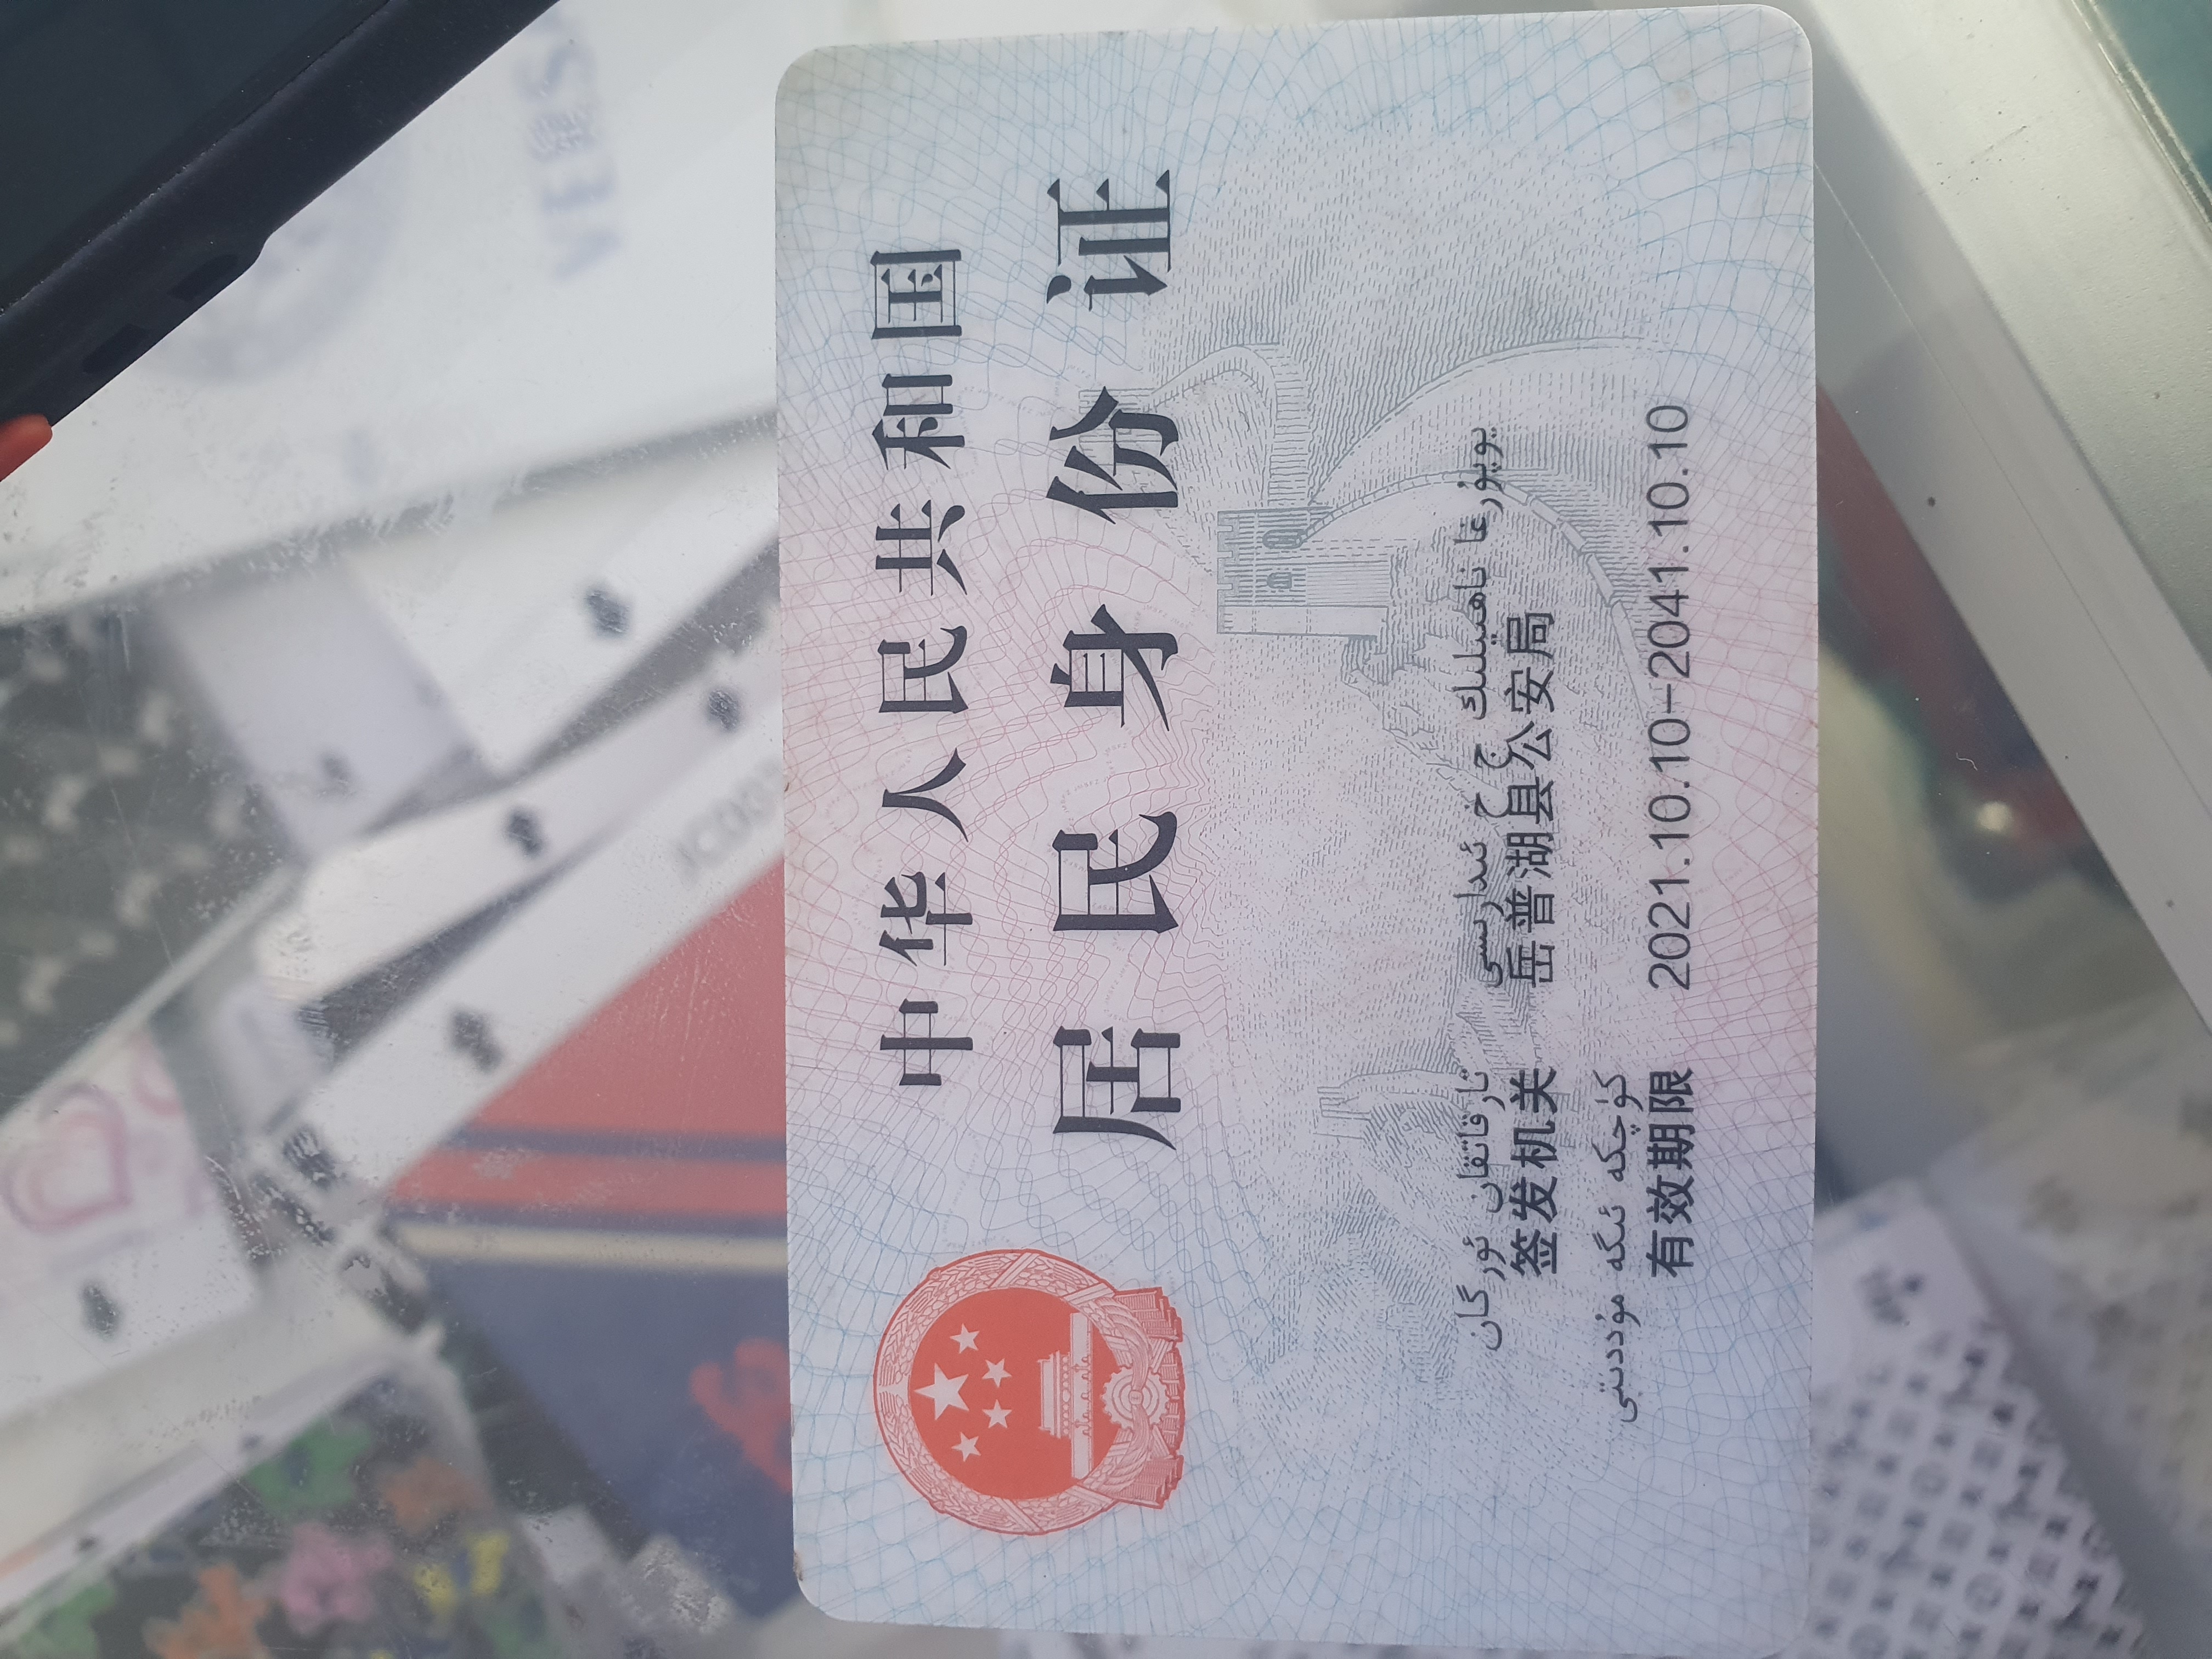 中华人民共和国
居民身份证
تارقاتقان ئورگان يوپۇرغا ناھىيىلىك ج خ ئىدارىسى
签发机关 岳普湖县公安局
كۈچكە ئىگە مۇددىتى
有效期限 2021.10.10-2041.10.10